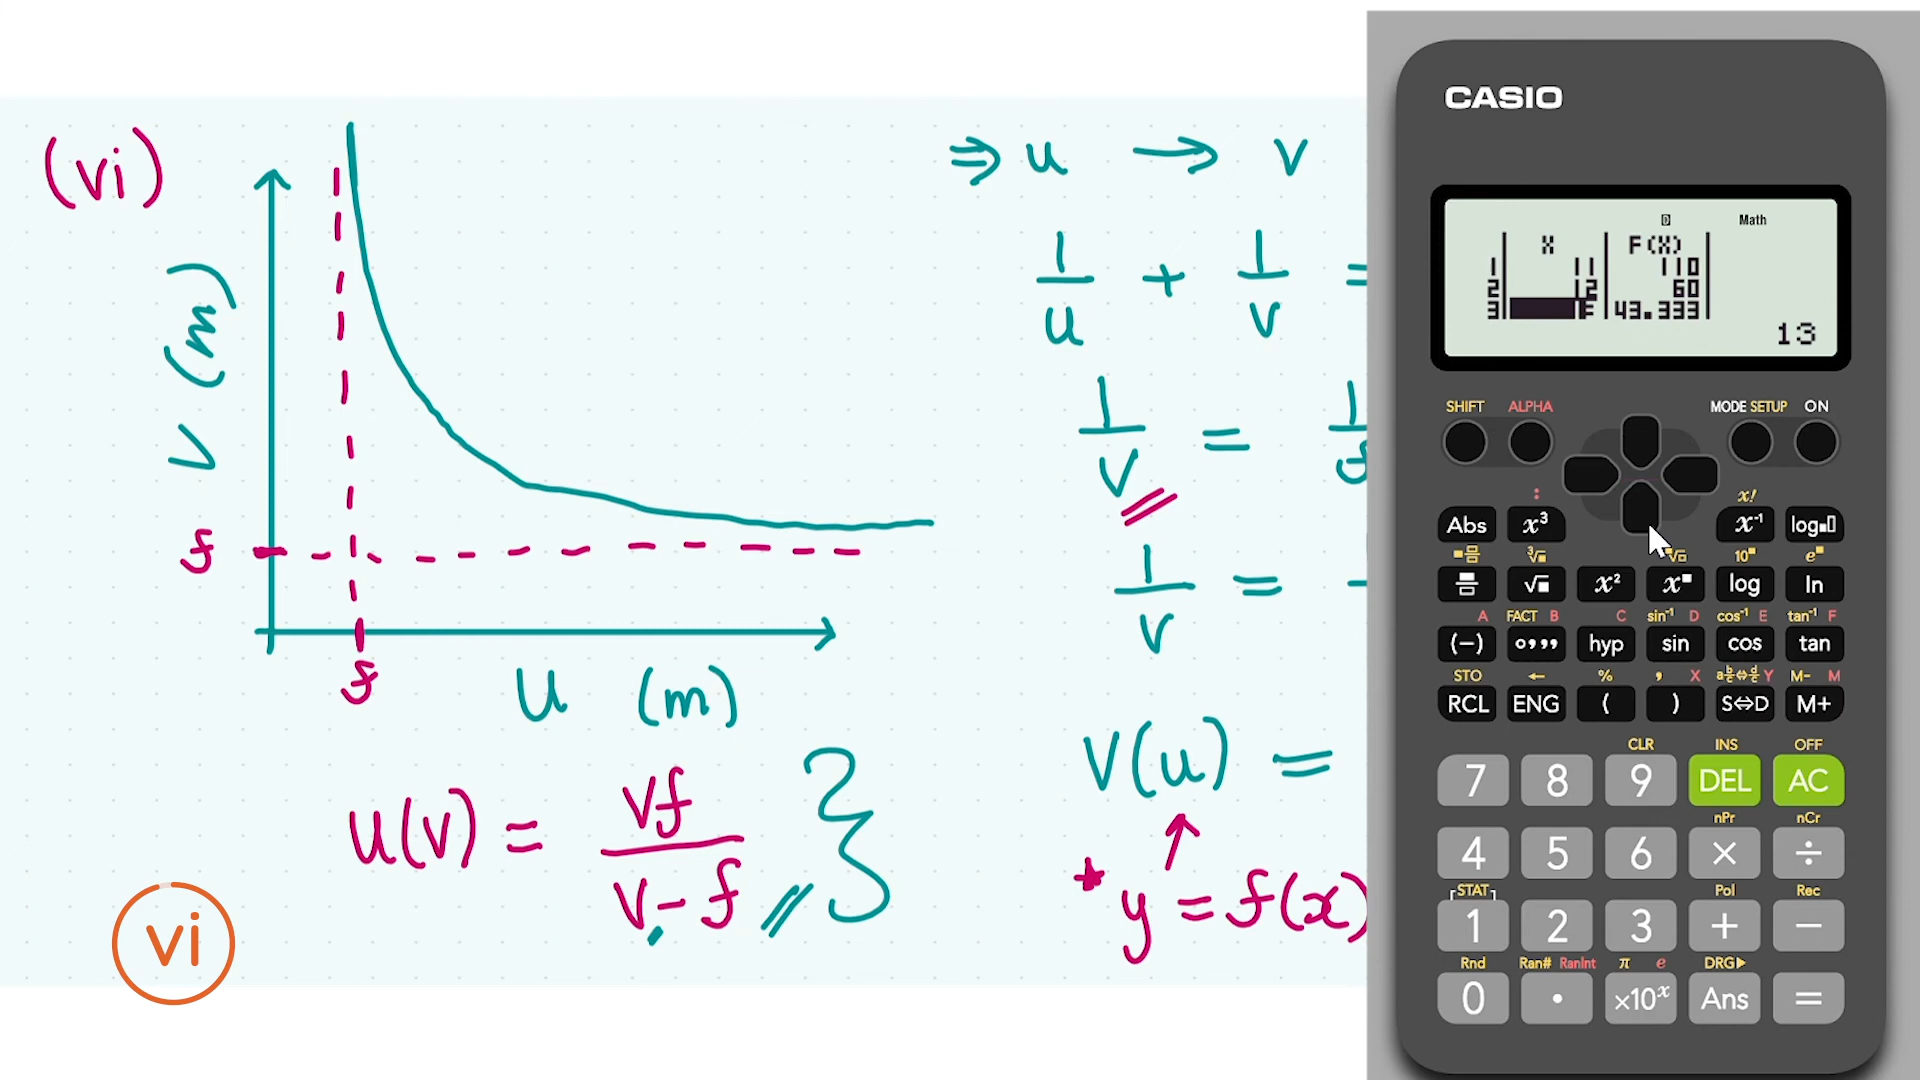 (vi)
V (m)
f
f
U (m)
u(v) = vf / v - f
vi
⇒ u → v
1/u + 1/v =
1/v = 1/f
1/v =
V(u) =
* y = f(x)
CASIO
D Math
X F(X)
1 11 110
2 12 60
3 43.333
13
SHIFT ALPHA MODE SETUP ON
: x!
Abs x³ x⁻¹ log
10 e
√ x² x log ln
A FACT B C sin⁻¹ D cos⁻¹ E tan⁻¹ F
(−) °,,, hyp sin cos tan
STO ← % , X a b/c ⇔ d/c Y M− M
RCL ENG ( ) S⇔D M+
CLR INS OFF
7 8 9 DEL AC
nPr nCr
4 5 6 × ÷
STAT Pol Rec
1 2 3 + −
Rnd Ran# RanInt π e DRG▶
0 · ×10ˣ Ans =